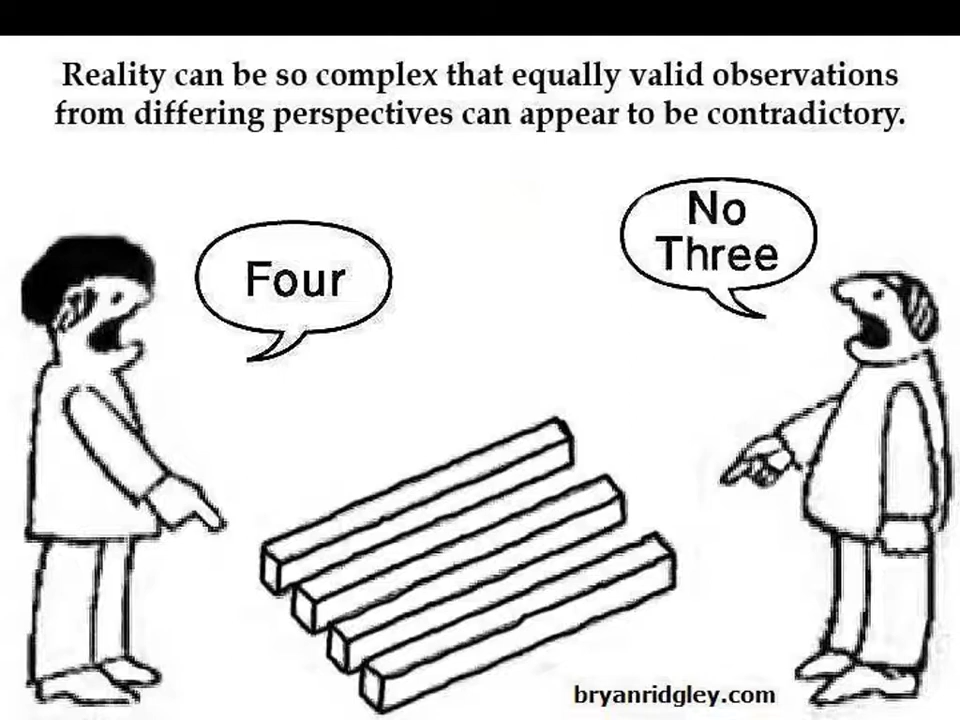 Reality can be so complex that equally valid observations
from differing perspectives can appear to be contradictory.
Four
No
Three
bryanridgley.com